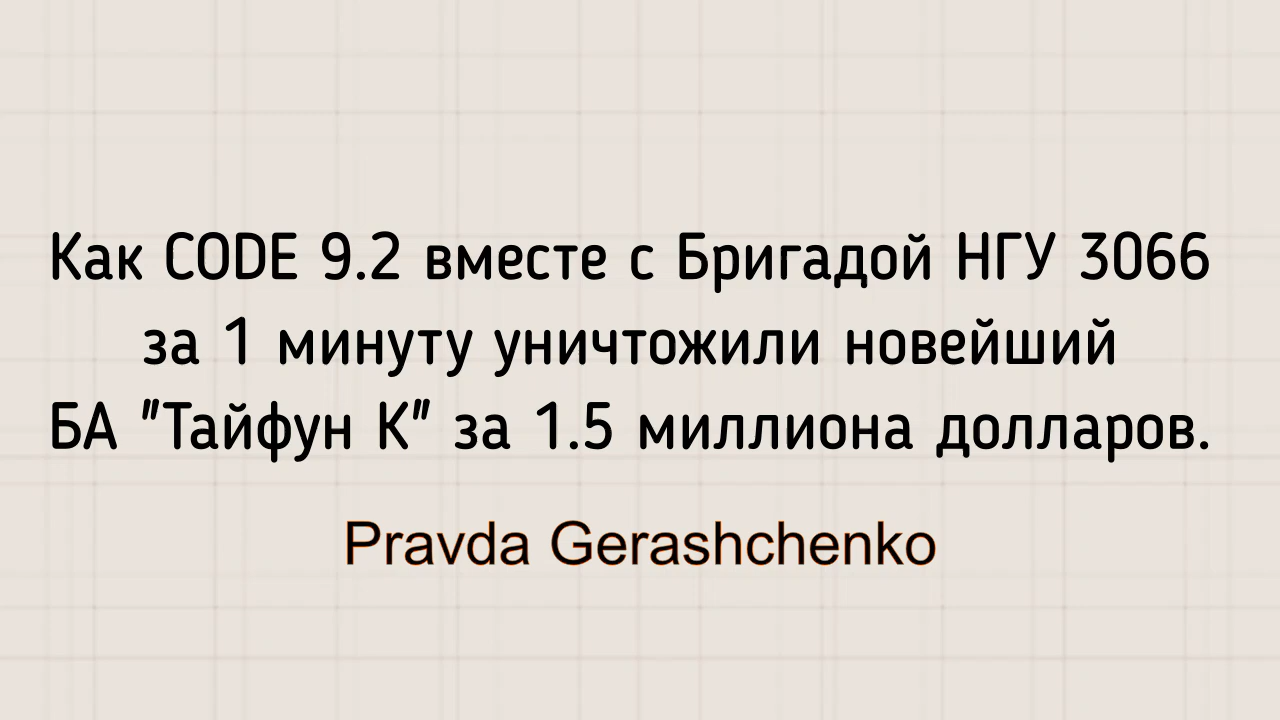 Как CODE 9.2 вместе с Бригадой НГУ 3066
за 1 минуту уничтожили новейший
БА "Тайфун К" за 1.5 миллиона долларов.
Pravda Gerashchenko